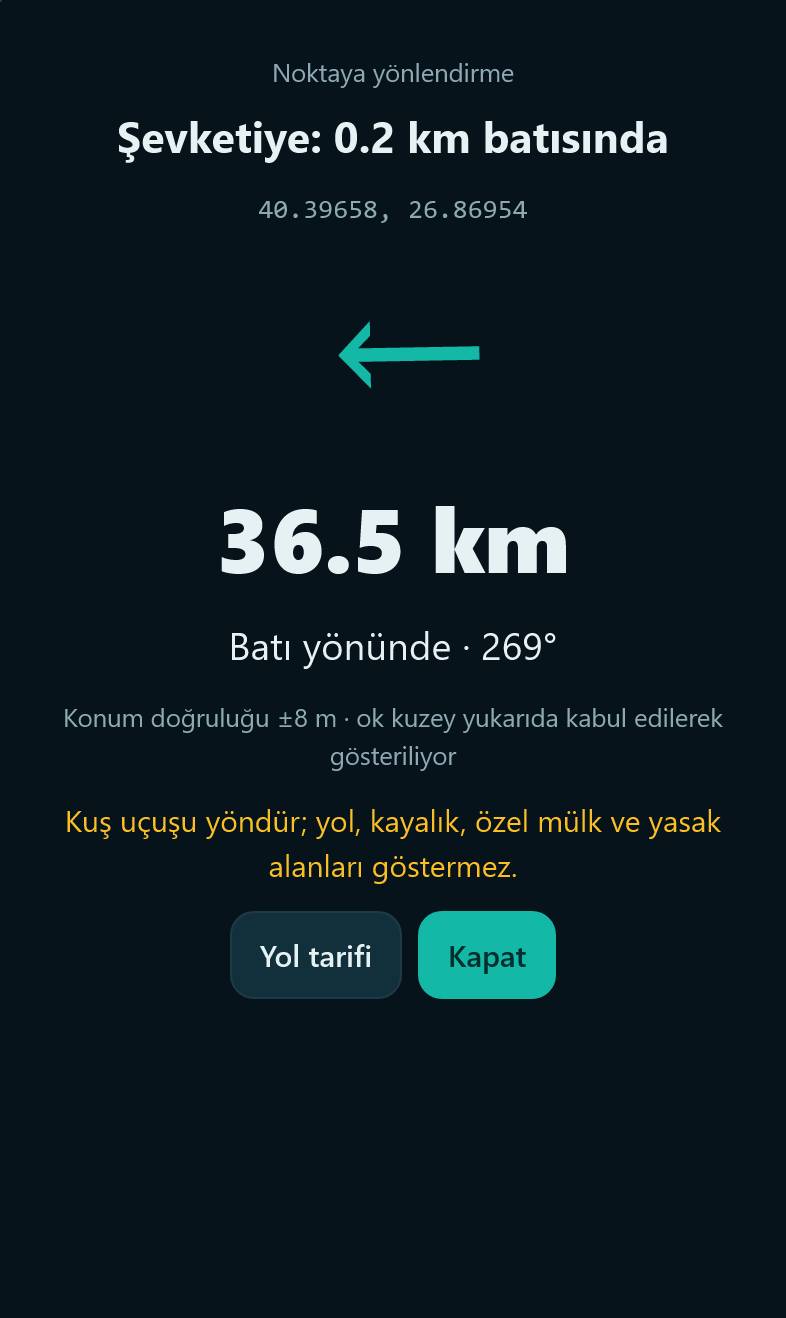 Noktaya yönlendirme
Şevketiye: 0.2 km batısında
40.39658, 26.86954
36.5 km
Batı yönünde · 269°
Konum doğruluğu ±8 m · ok kuzey yukarıda kabul edilerek
gösteriliyor
Kuş uçuşu yöndür; yol, kayalık, özel mülk ve yasak
alanları göstermez.
Yol tarifi
Kapat